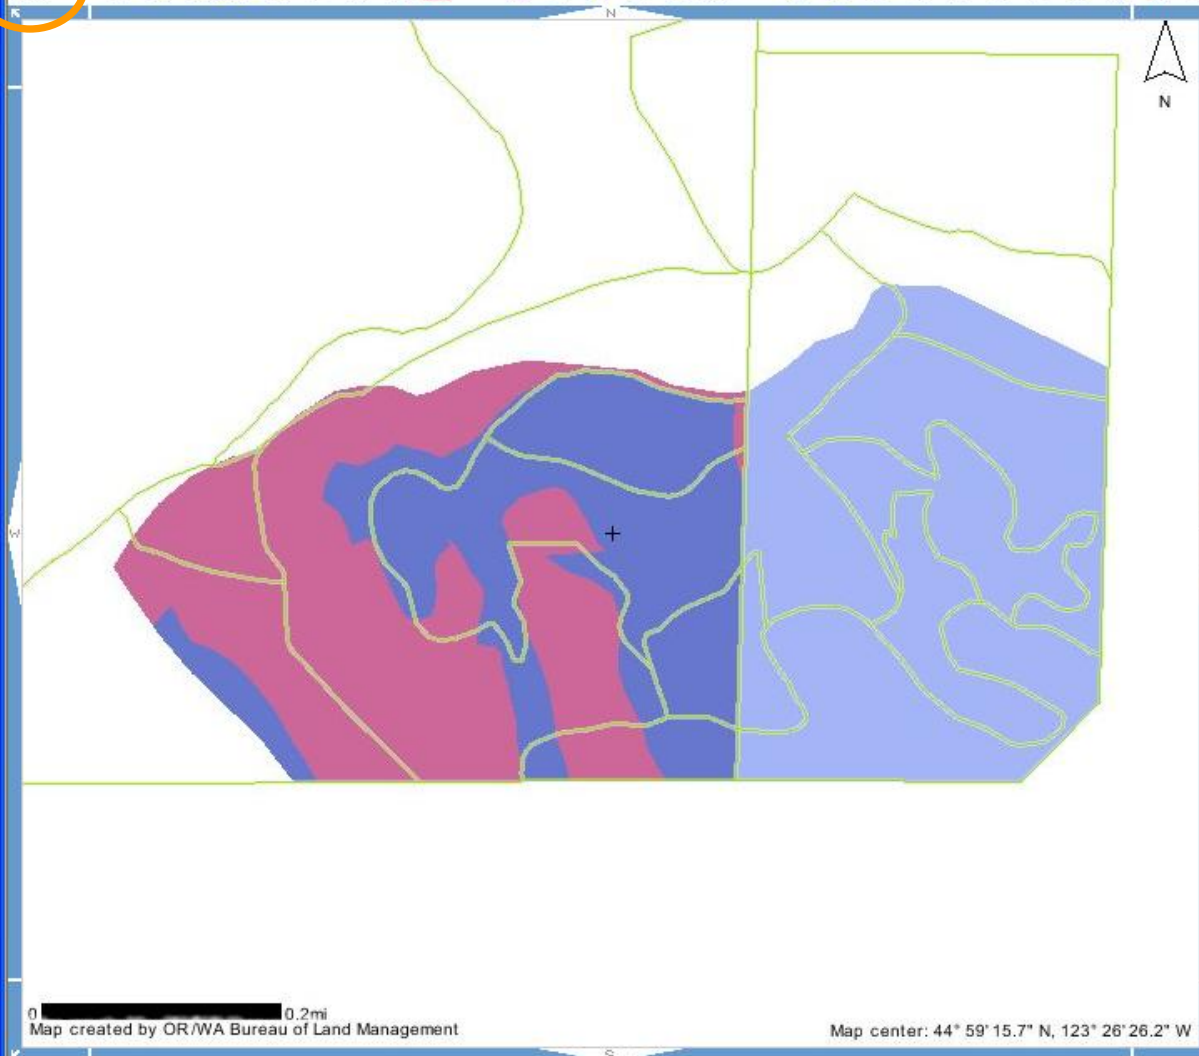 N
N
W
0 0.2mi
Map created by OR/WA Bureau of Land Management
Map center: 44° 59' 15.7" N, 123° 26' 26.2" W
S